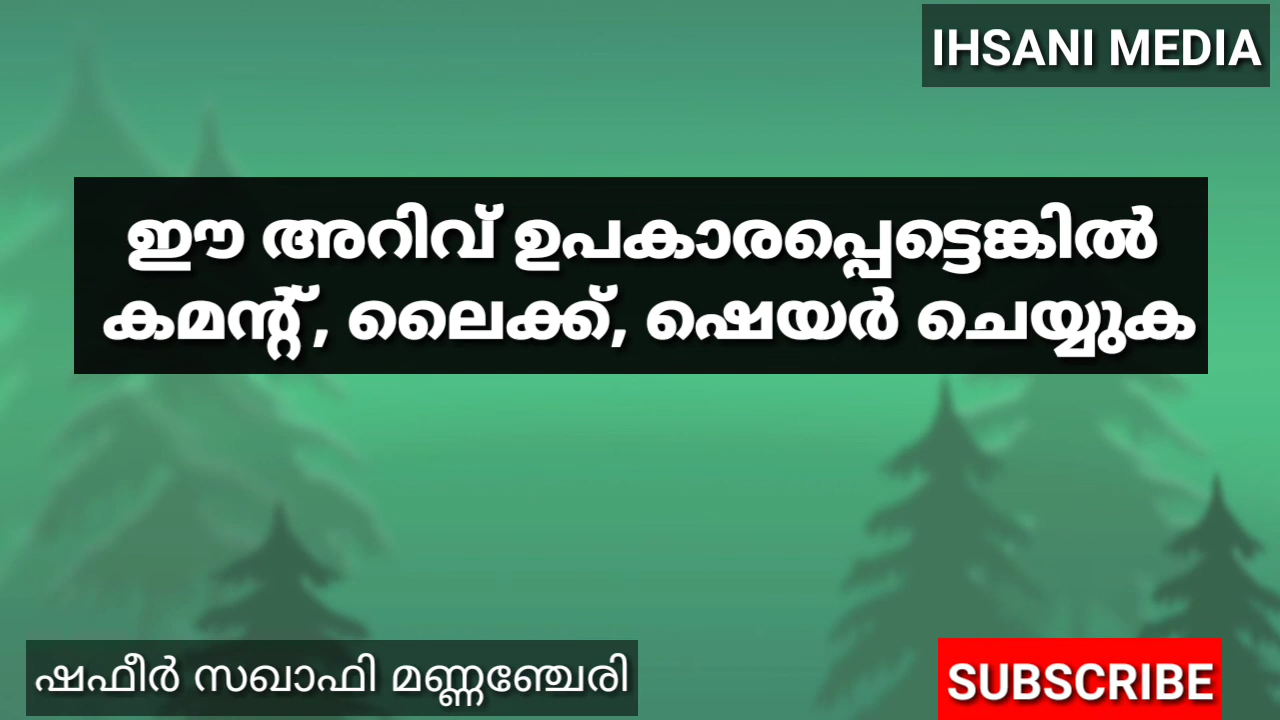 IHSANI MEDIA
ഈ അറിവ് ഉപകാരപ്പെട്ടെങ്കിൽ
കമന്റ്, ലൈക്ക്, ഷെയർ ചെയ്യുക
ഷഫീർ സഖാഫി മണ്ണഞ്ചേരി
SUBSCRIBE